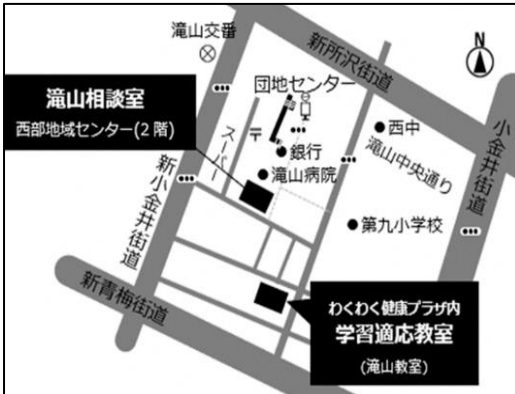 滝山交番
新所沢街道
N
団地センター
滝山相談室
西部地域センター(2階)
スーパー
〒
銀行
滝山病院
西中
滝山中央通り
小金井街道
新小金井街道
第九小学校
新青梅街道
わくわく健康プラザ内
学習適応教室
(滝山教室)